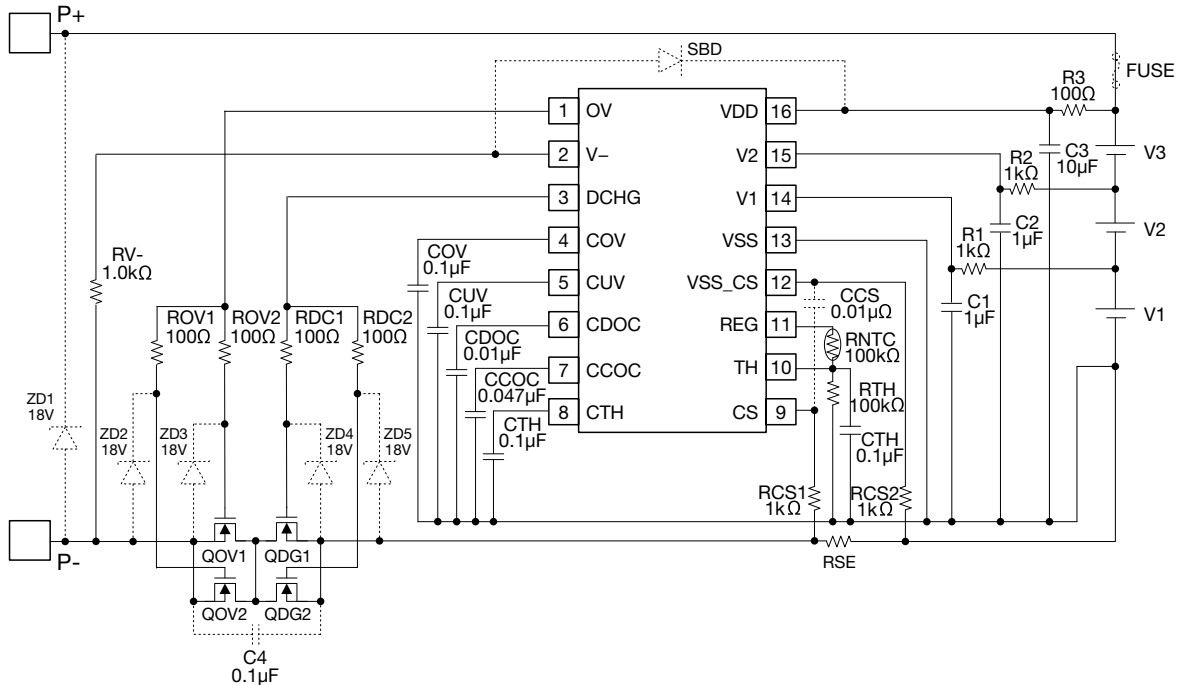 P+
SBD
FUSE
R3
100Ω
1
OV
VDD
16
2
V−
V2
15
R2
1kΩ
C3
10µF
V3
3
DCHG
V1
14
R1
1kΩ
C2
1µF
V2
4
COV
VSS
13
RV-
1.0kΩ
COV
0.1µF
5
CUV
VSS_CS
12
CUV
0.1µF
CCS
0.01µΩ
C1
1µF
V1
ROV1
100Ω
ROV2
100Ω
RDC1
100Ω
RDC2
100Ω
6
CDOC
REG
11
CDOC
0.01µF
RNTC
100kΩ
7
CCOC
TH
10
CCOC
0.047µF
RTH
100kΩ
8
CTH
CS
9
CTH
0.1µF
CTH
0.1µF
ZD1
18V
ZD2
18V
ZD3
18V
ZD4
18V
ZD5
18V
RCS1
1kΩ
RCS2
1kΩ
P-
QOV1
QDG1
RSE
QOV2
QDG2
C4
0.1µF